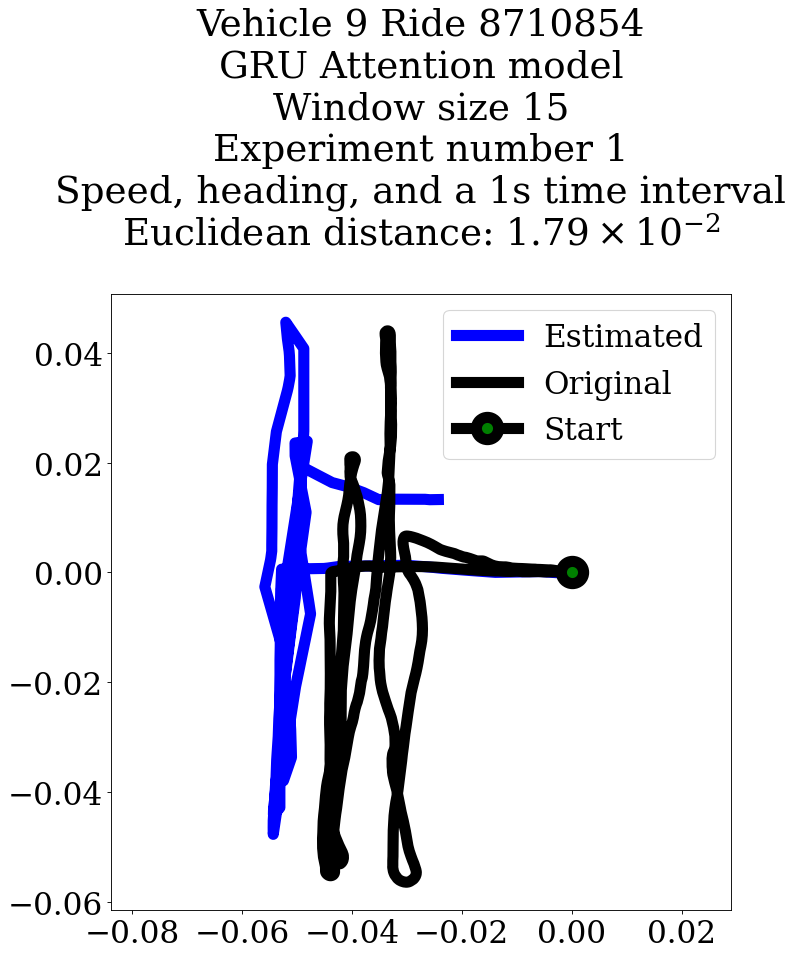 Vehicle 9 Ride 8710854
GRU Attention model
Window size 15
Experiment number 1
Speed, heading, and a 1s time interval
Euclidean distance: 1.79 × 10⁻²
Estimated
Original
Start
0.04
0.02
0.00
−0.02
−0.04
−0.06
−0.08 −0.06 −0.04 −0.02 0.00 0.02